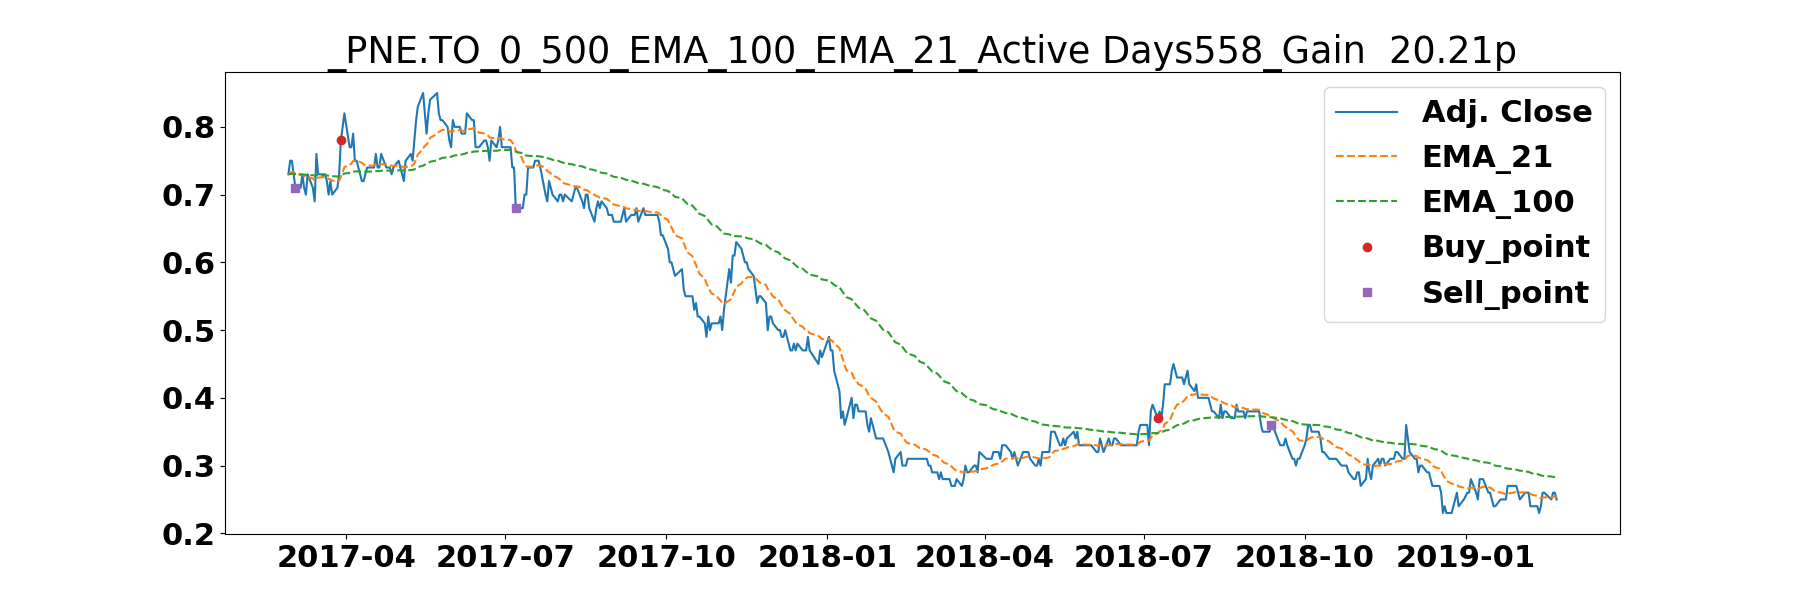 _PNE.TO_0_500_EMA_100_EMA_21_Active Days558_Gain  20.21p
0.8
0.7
0.6
0.5
0.4
0.3
0.2
Adj. Close
EMA_21
EMA_100
Buy_point
Sell_point
2017-04 2017-07 2017-10 2018-01 2018-04 2018-07 2018-10 2019-01